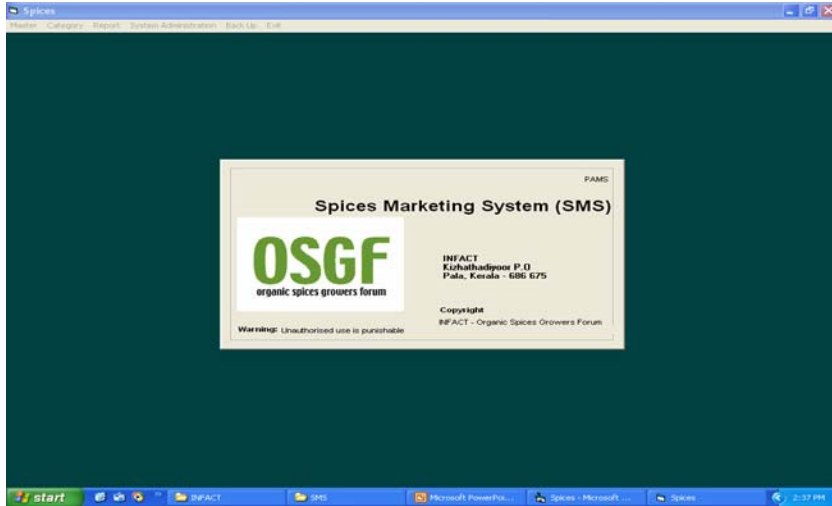 Spices
Master Category Report System Administration Back Up Exit
PAMS
Spices Marketing System (SMS)
OSGF
organic spices growers forum
INFACT
Kizhathadiyoor P.O
Pala, Kerala - 686 675
Copyright
INFACT - Organic Spices Growers Forum
Warning: Unauthorised use is punishable
start INFACT SMS Microsoft PowerPoi... Spices - Microsoft ... Spices 2:37 PM